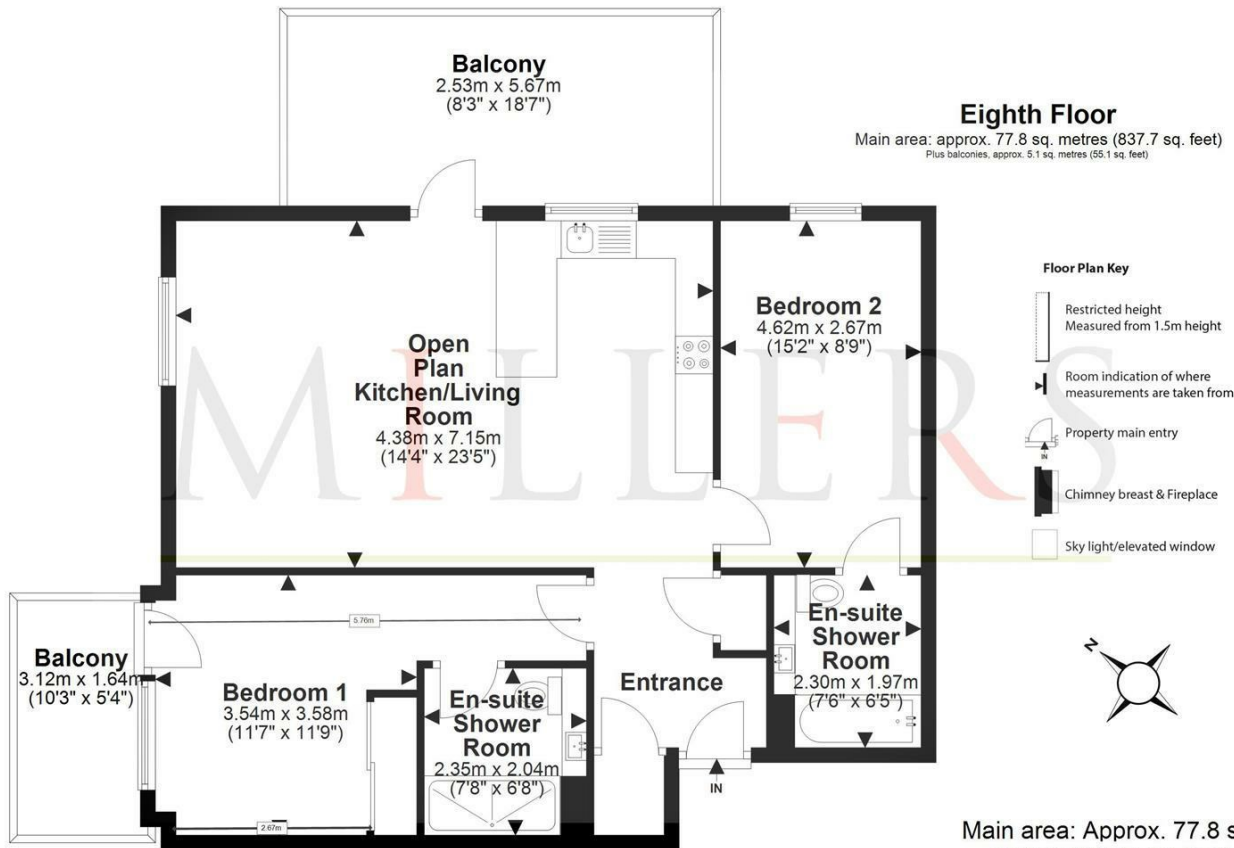 Balcony
2.53m x 5.67m
(8'3" x 18'7")
Eighth Floor
Main area: approx. 77.8 sq. metres (837.7 sq. feet)
Plus balconies, approx. 5.1 sq. metres (55.1 sq. feet)
Floor Plan Key
Restricted height
Measured from 1.5m height
Room indication of where
measurements are taken from
Property main entry
IN
Chimney breast & Fireplace
Sky light/elevated window
Bedroom 2
4.62m x 2.67m
(15'2" x 8'9")
Open
Plan
Kitchen/Living
Room
4.38m x 7.15m
(14'4" x 23'5")
MILLERS
5.76m
Balcony
3.12m x 1.64m
(10'3" x 5'4")
Bedroom 1
3.54m x 3.58m
(11'7" x 11'9")
2.67m
En-suite
Shower
Room
2.35m x 2.04m
(7'8" x 6'8")
Entrance
IN
En-suite
Shower
Room
2.30m x 1.97m
(7'6" x 6'5")
N
Main area: Approx. 77.8 s